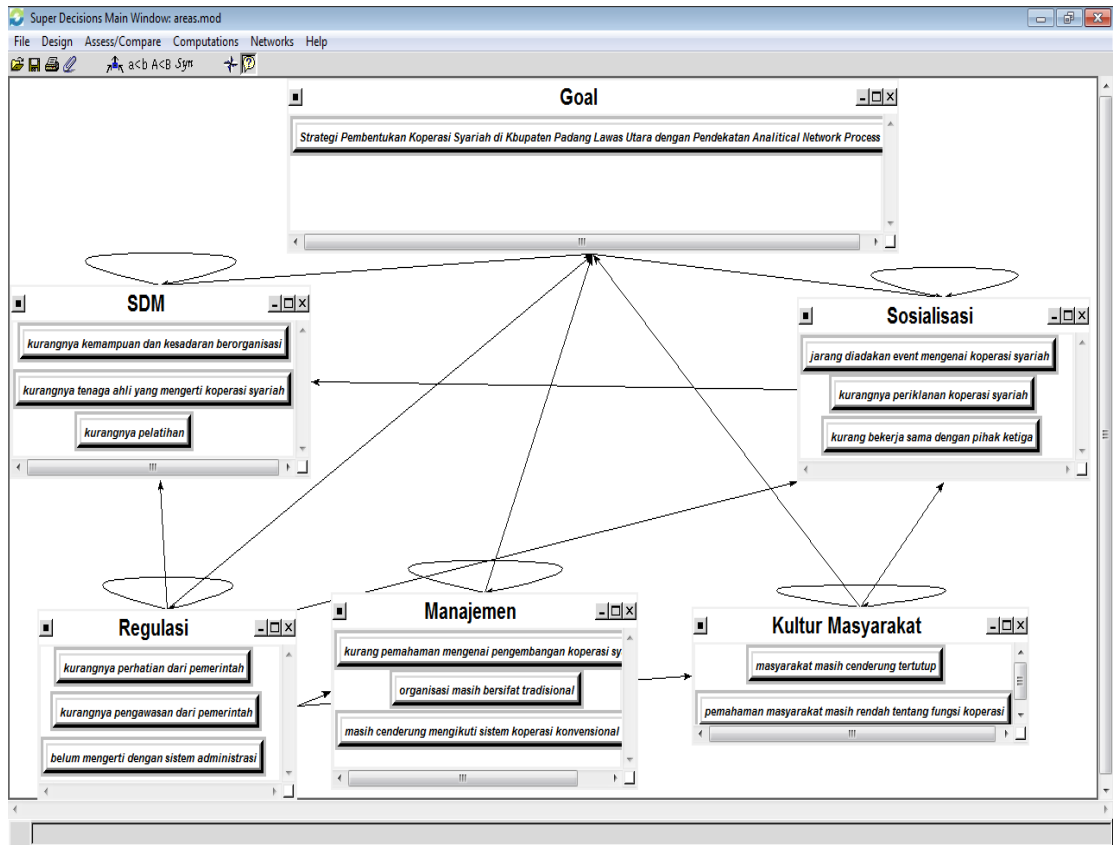 Super Decisions Main Window: areas.mod
File Design Assess/Compare Computations Networks Help
a<b A<B Syn
Goal
Strategi Pembentukan Koperasi Syariah di Kbupaten Padang Lawas Utara dengan Pendekatan Analitical Network Process
SDM
kurangnya kemampuan dan kesadaran berorganisasi
kurangnya tenaga ahli yang mengerti koperasi syariah
kurangnya pelatihan
Sosialisasi
jarang diadakan event mengenai koperasi syariah
kurangnya periklanan koperasi syariah
kurang bekerja sama dengan pihak ketiga
Regulasi
kurangnya perhatian dari pemerintah
kurangnya pengawasan dari pemerintah
belum mengerti dengan sistem administrasi
Manajemen
kurang pemahaman mengenai pengembangan koperasi sy
organisasi masih bersifat tradisional
masih cenderung mengikuti sistem koperasi konvensional
Kultur Masyarakat
masyarakat masih cenderung tertutup
pemahaman masyarakat masih rendah tentang fungsi koperasi